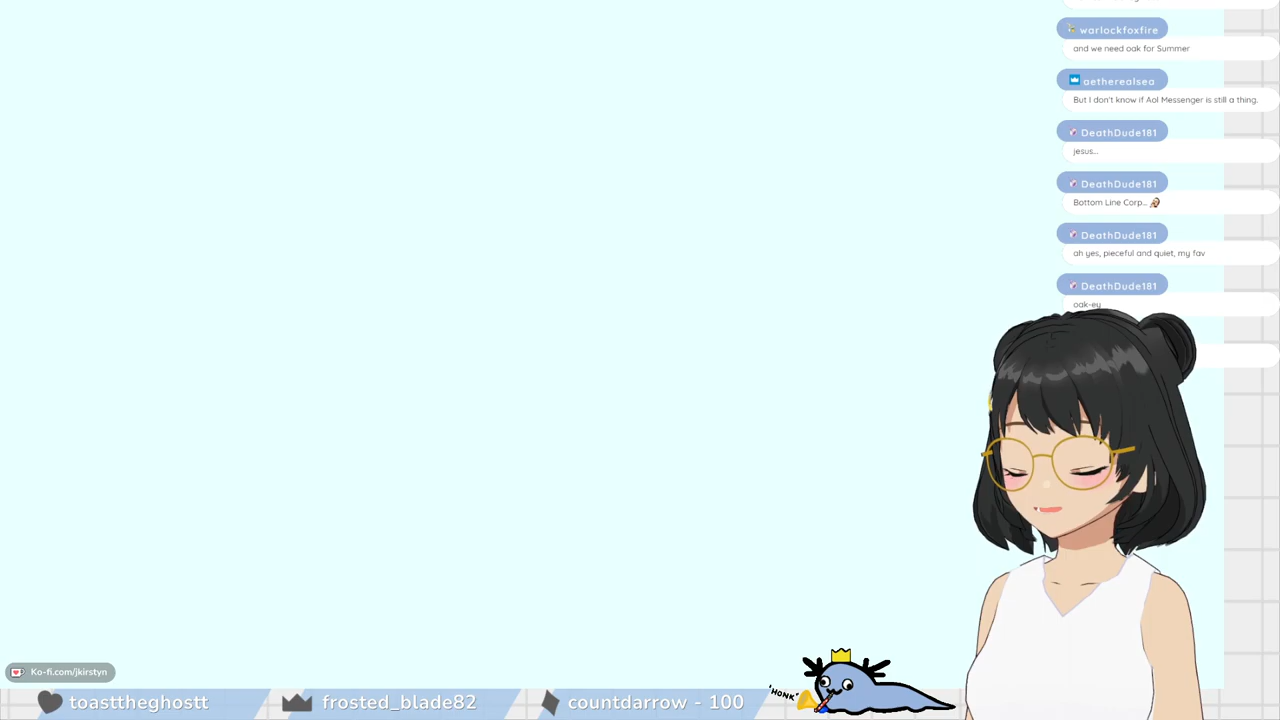 warlockfoxfire
and we need oak for Summer
aetherealsea
But I don't know if Aol Messenger is still a thing.
DeathDude181
jesus...
DeathDude181
Bottom Line Corp...
DeathDude181
ah yes, pieceful and quiet, my fav
DeathDude181
oak-ey
Ko-fi.com/jkirstyn
*HONK*
toasttheghostt
frosted_blade82
countdarrow - 100